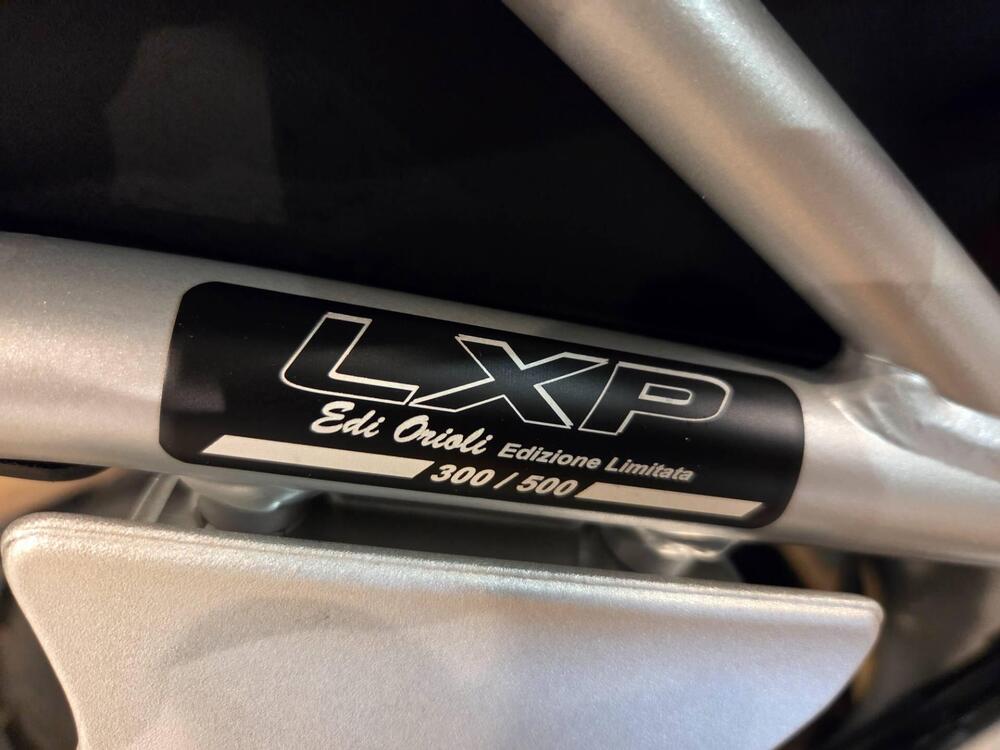 LXP
Edi Orioli Edizione Limitata
300 / 500